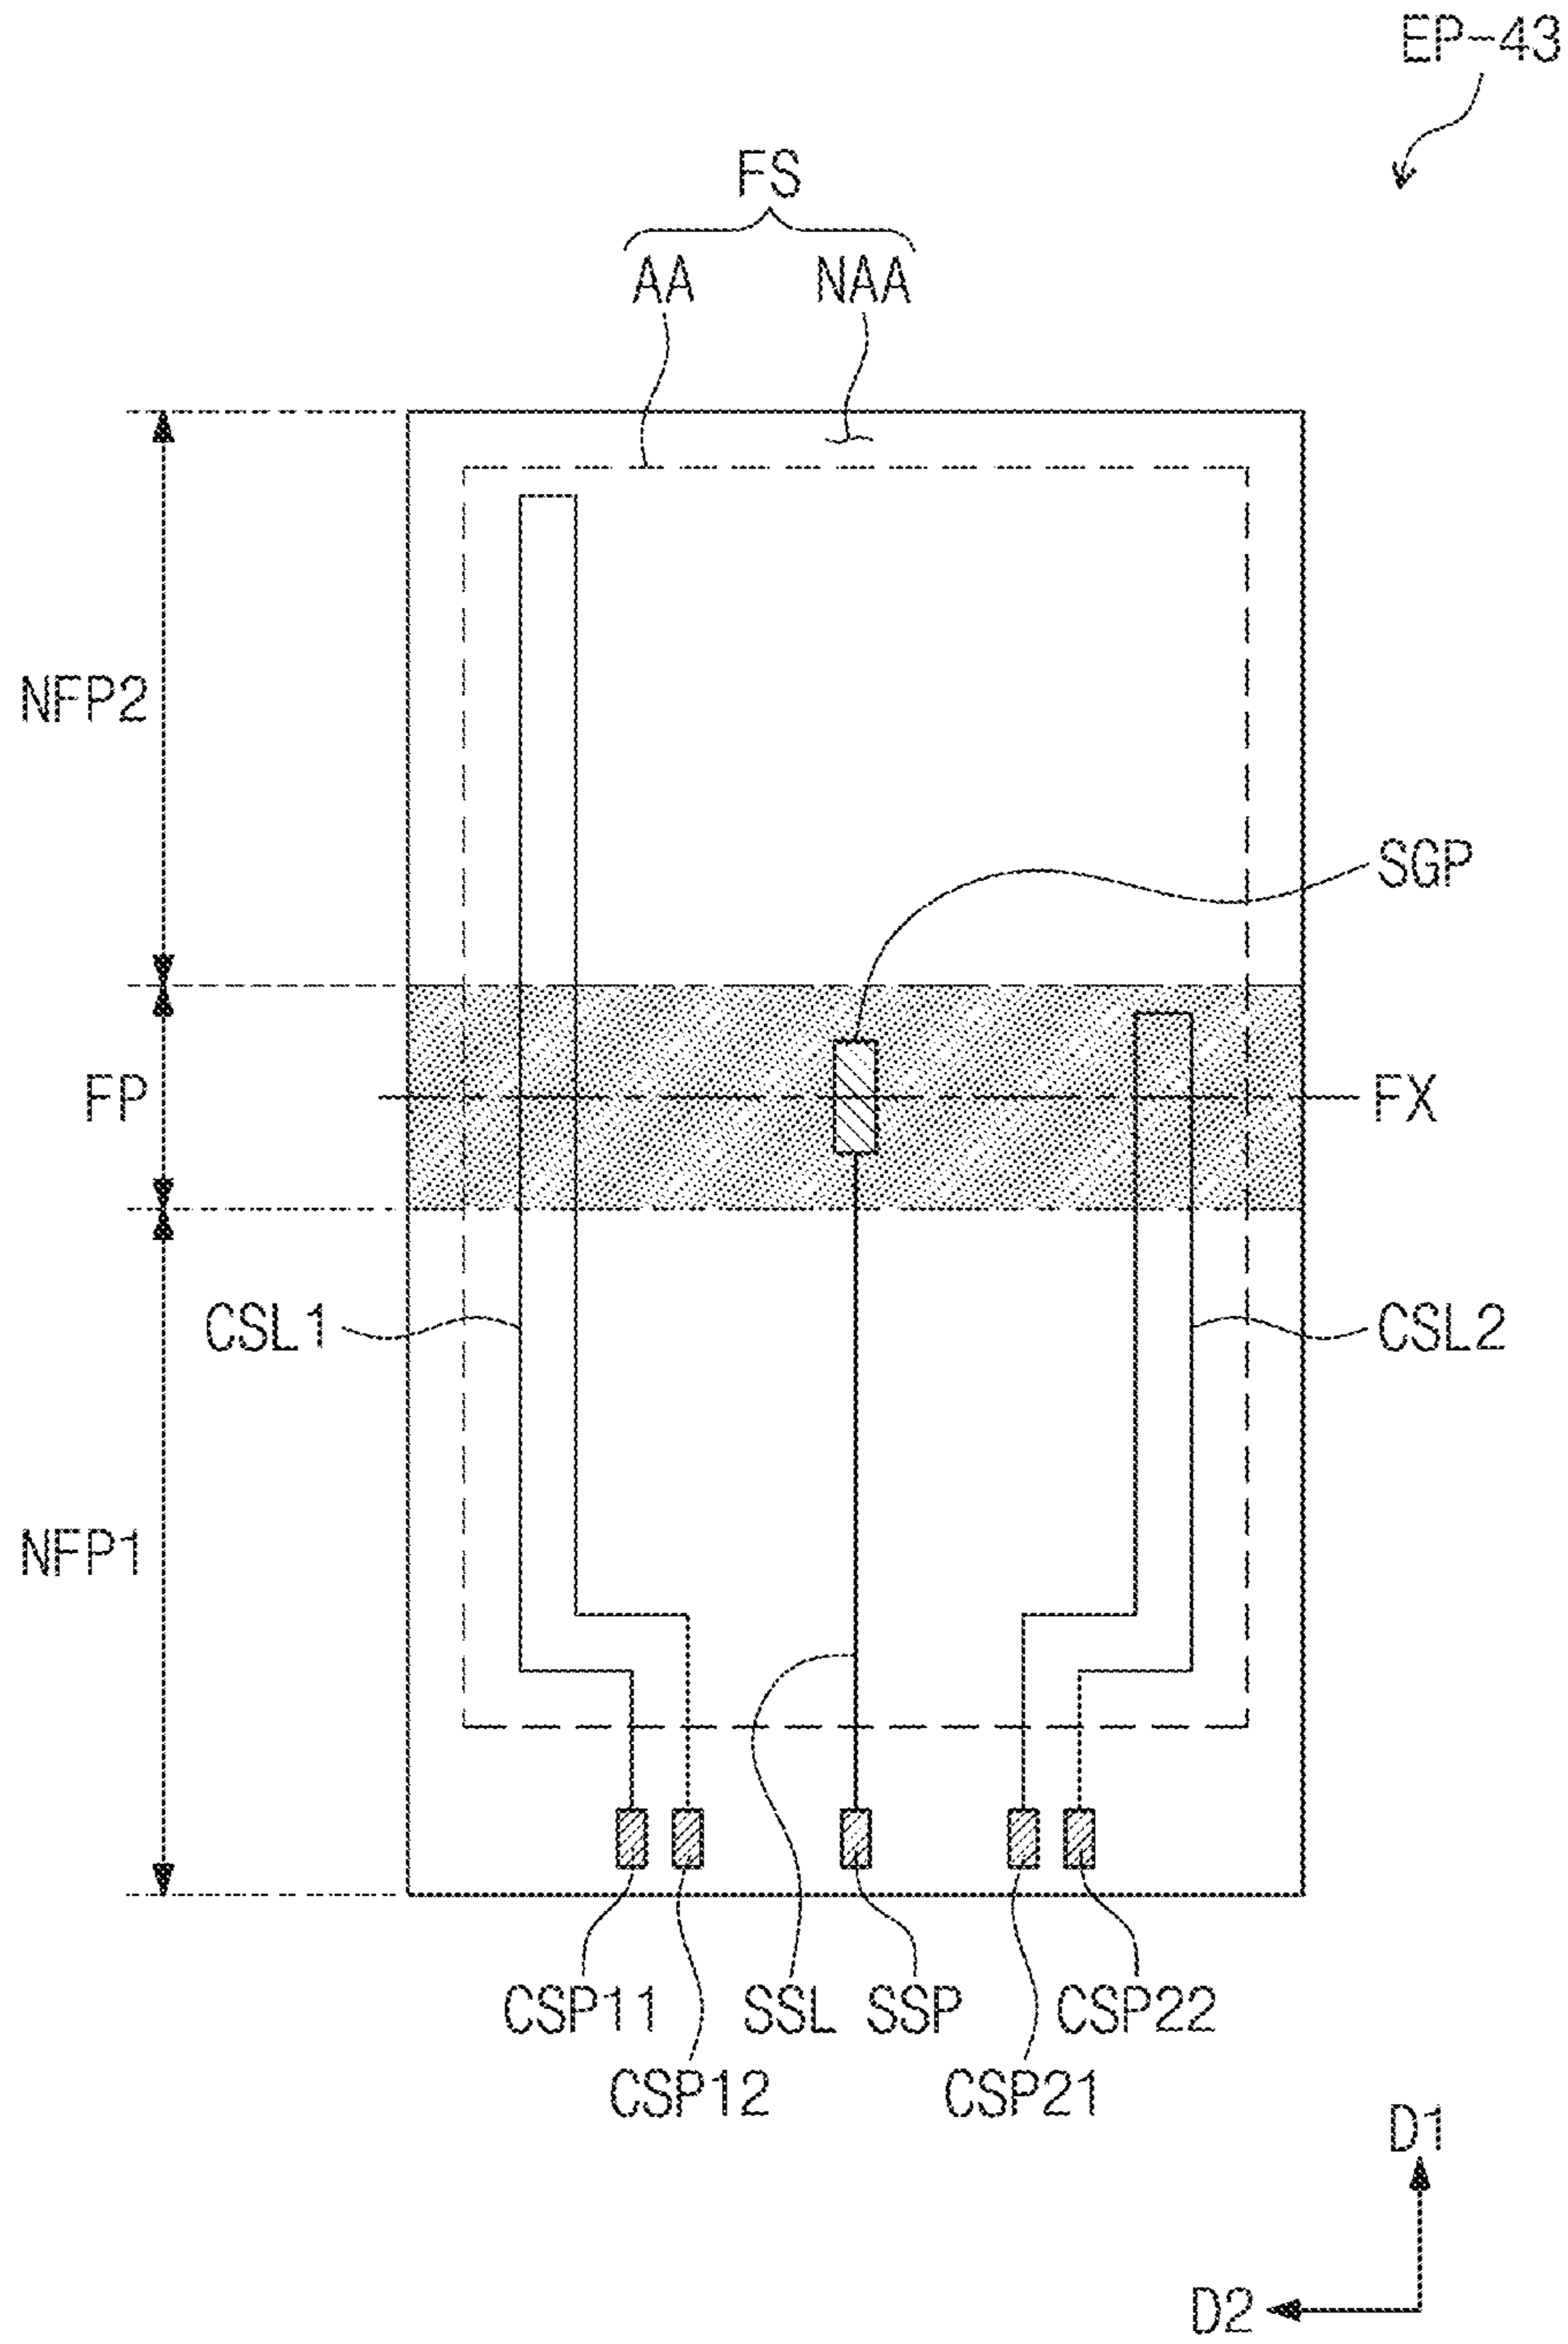 EP-43
FS
AA NAA
NFP2
SGP
FP
FX
CSL1
CSL2
NFP1
CSP11 SSL SSP CSP22
CSP12 CSP21
D1
D2